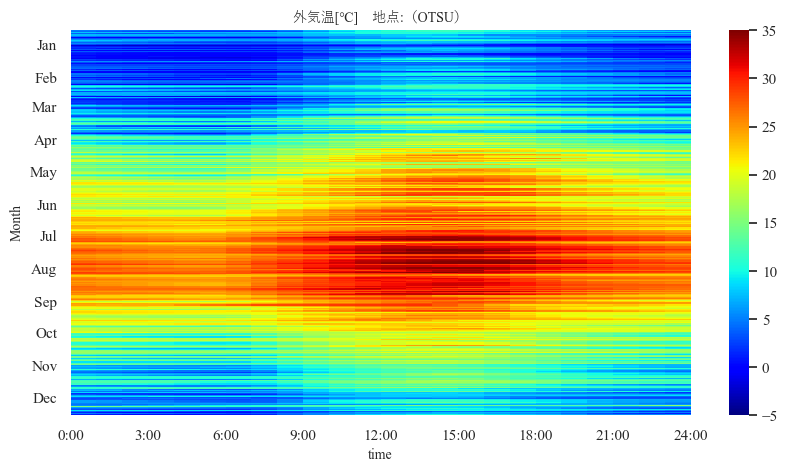 外気温[℃]　地点:（OTSU）
Month
Jan
Feb
Mar
Apr
May
Jun
Jul
Aug
Sep
Oct
Nov
Dec
0:00 3:00 6:00 9:00 12:00 15:00 18:00 21:00 24:00
time
35
30
25
20
15
10
5
0
−5